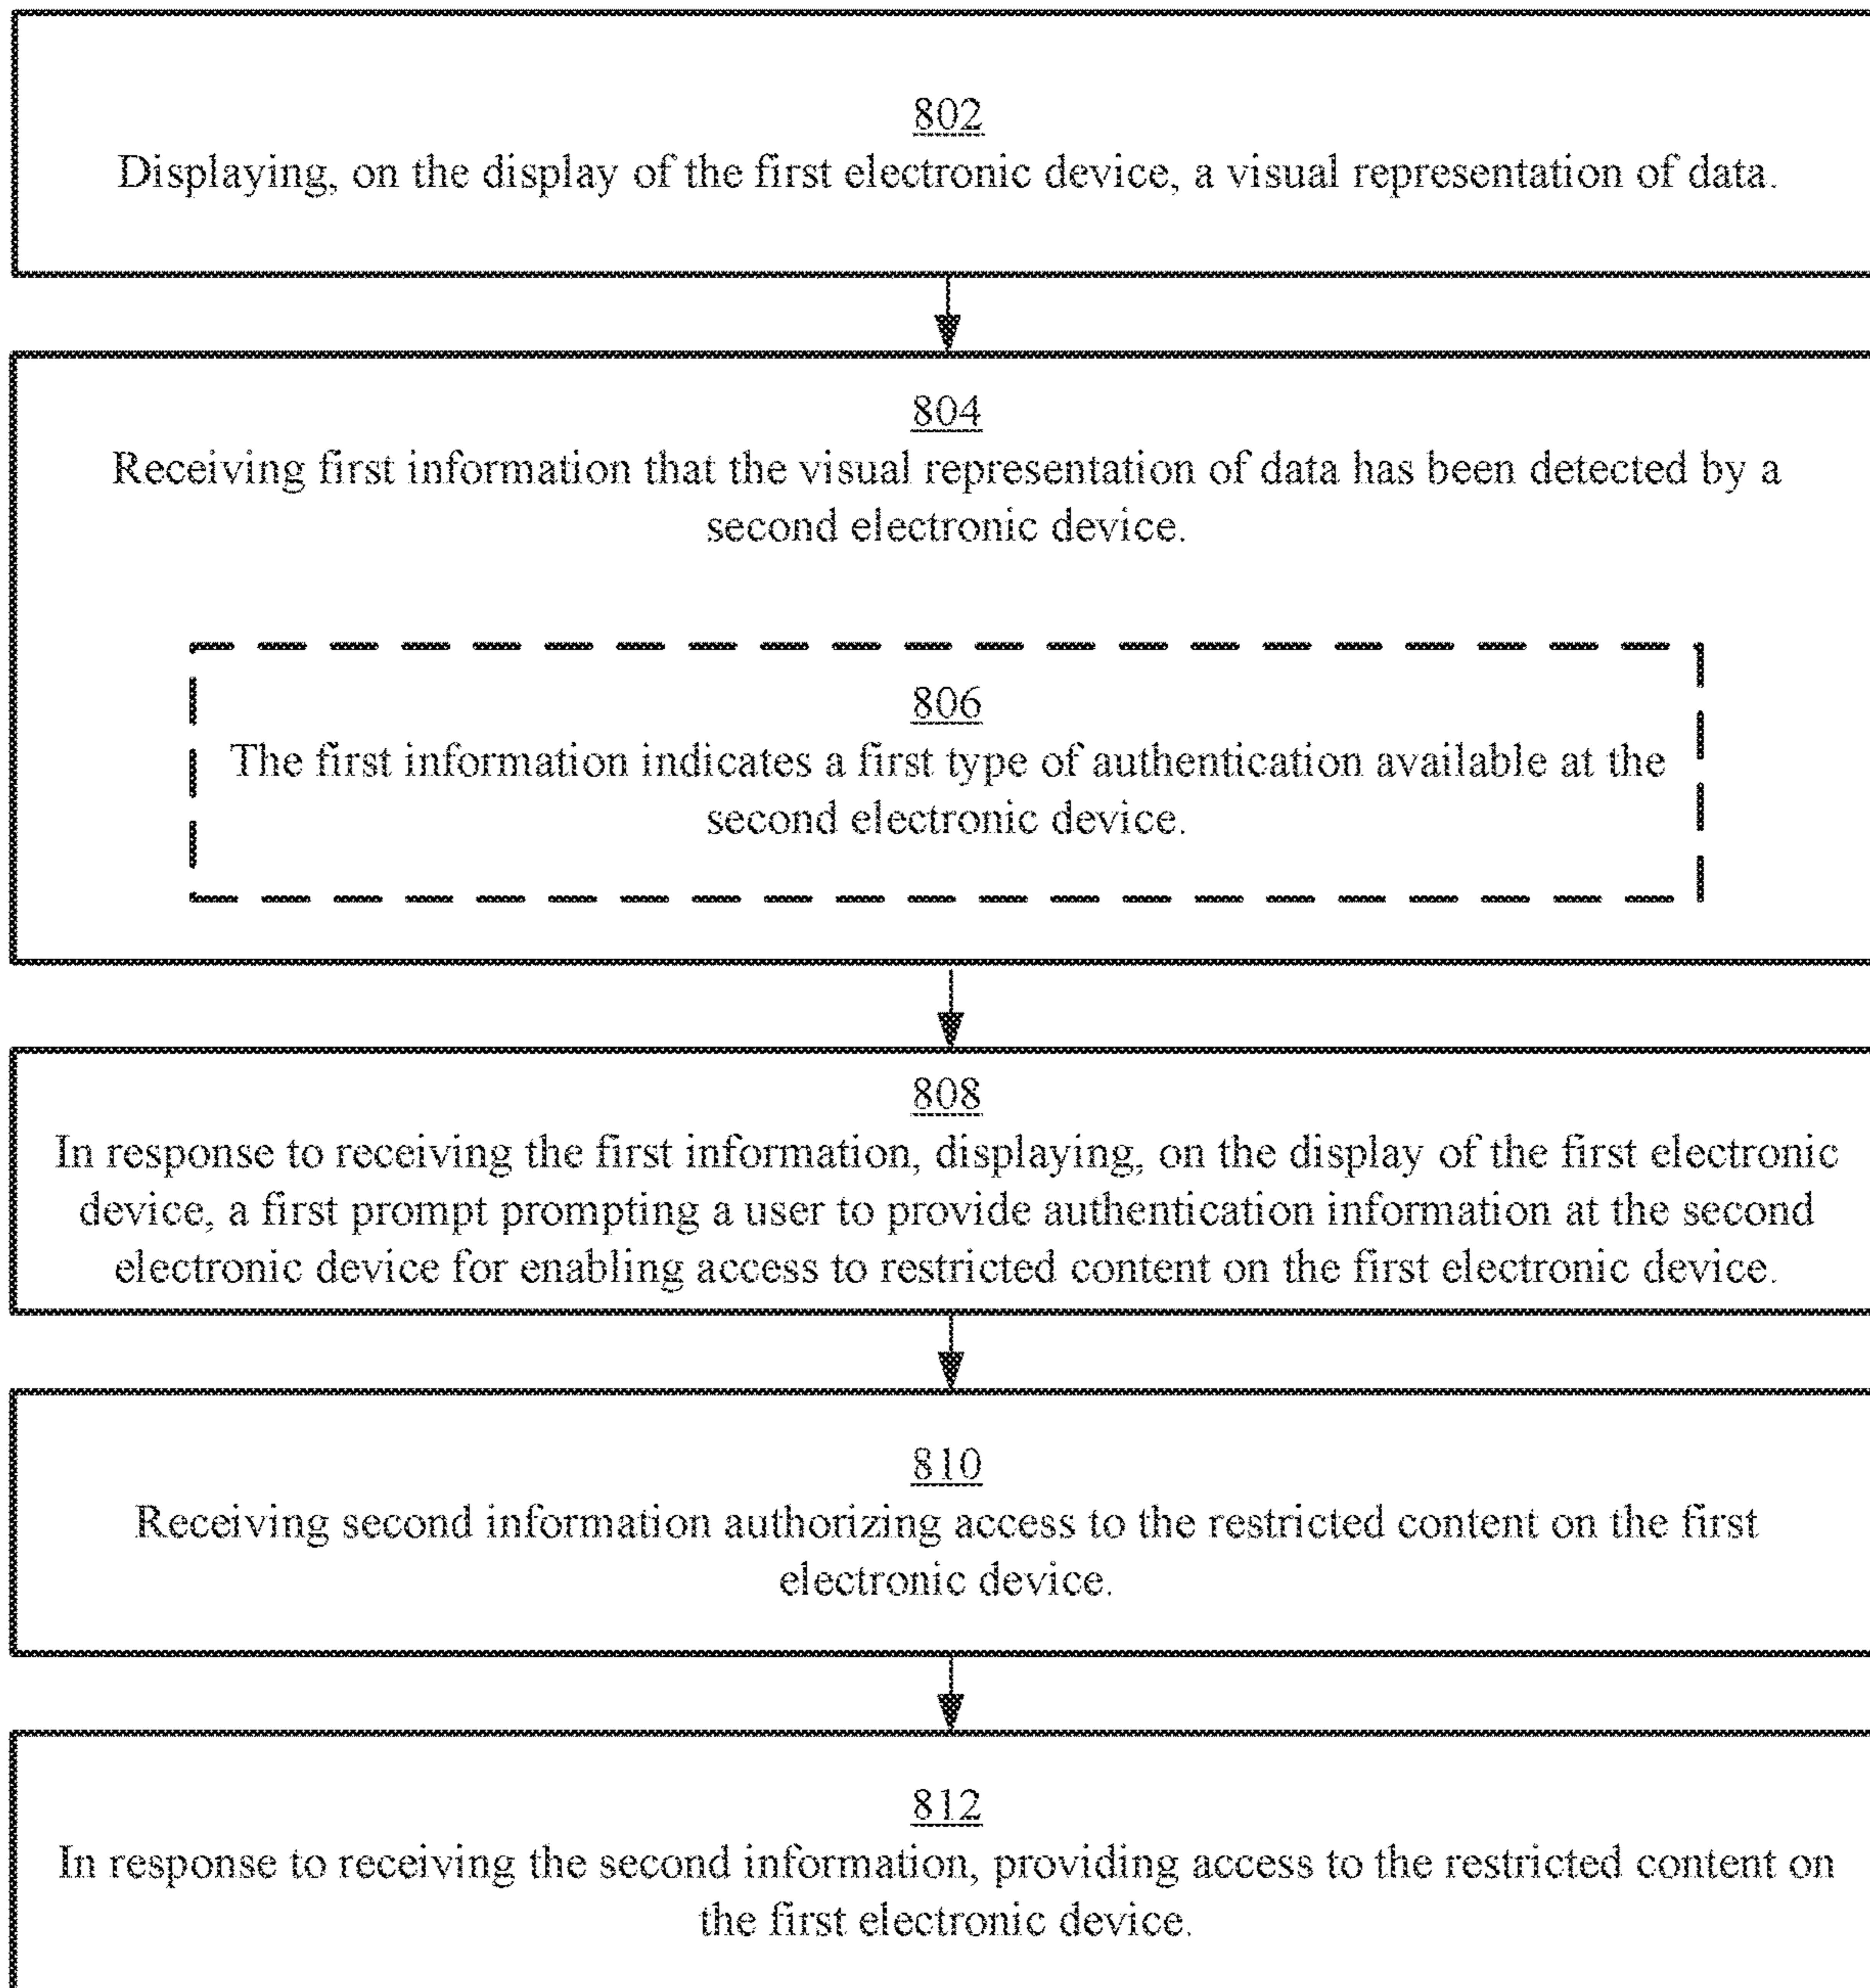 802
Displaying, on the display of the first electronic device, a visual representation of data.
804
Receiving first information that the visual representation of data has been detected by a
second electronic device.
806
The first information indicates a first type of authentication available at the
second electronic device.
808
In response to receiving the first information, displaying, on the display of the first electronic
device, a first prompt prompting a user to provide authentication information at the second
electronic device for enabling access to restricted content on the first electronic device.
810
Receiving second information authorizing access to the restricted content on the first
electronic device.
812
In response to receiving the second information, providing access to the restricted content on
the first electronic device.